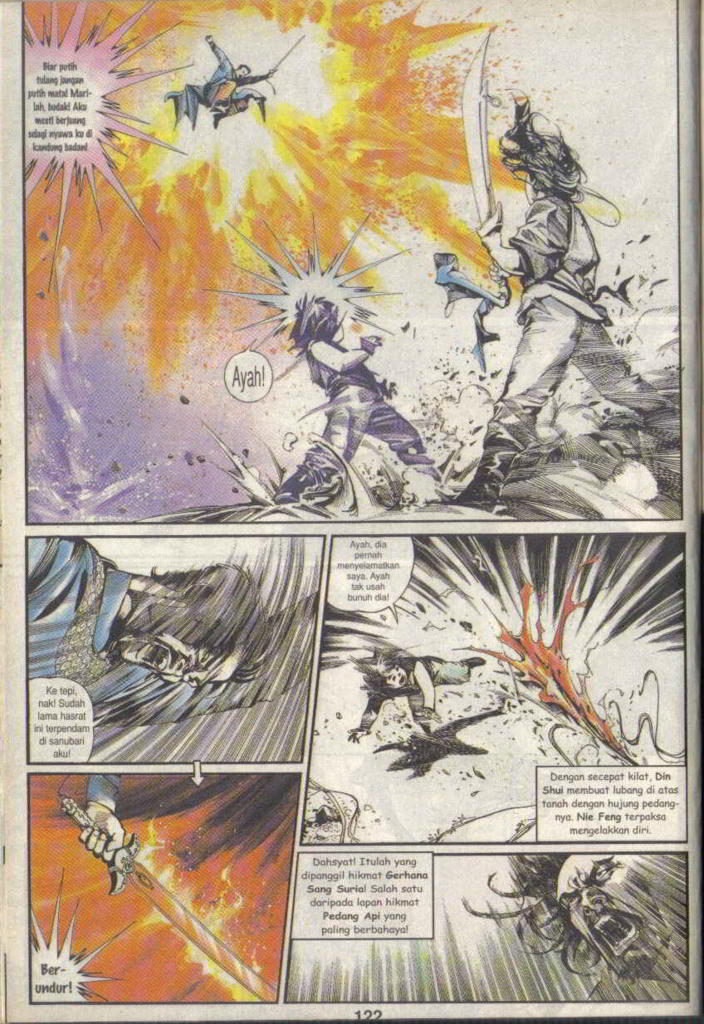 Biar putih
tulang jangan
putih mata! Mari-
lah, budak! Aku
mesti berjuang
selagi nyawa ku di
kandung badan!
Ayah!
Ayah, dia
pernah
menyelamatkan
saya. Ayah
tak usah
bunuh dia!
Ke tepi,
nak! Sudah
lama hasrat
ini terpendam
di sanubari
aku!
Dengan secepat kilat, Din
Shui membuat lubang di atas
tanah dengan hujung pedang-
nya. Nie Feng terpaksa
mengelakkan diri.
Ber-
undur!
Dahsyat! Itulah yang
dipanggil hikmat Gerhana
Sang Suria! Salah satu
daripada lapan hikmat
Pedang Api yang
paling berbahaya!
122